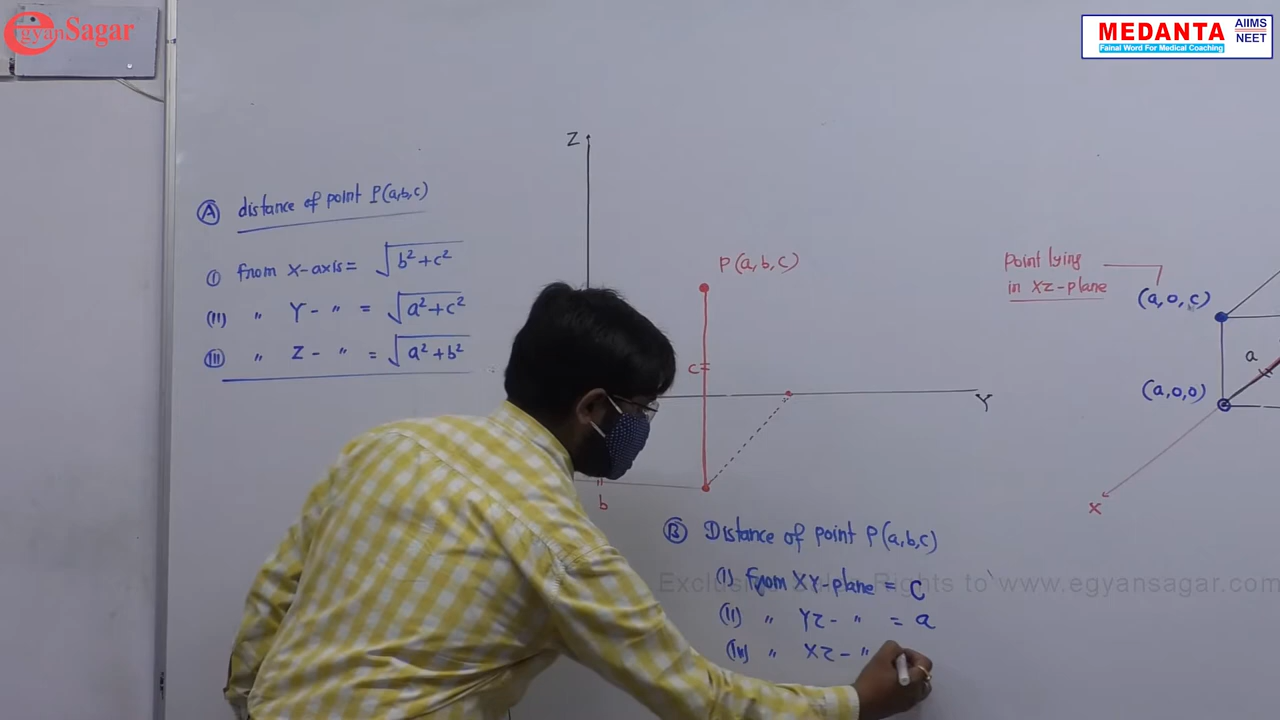 egyanSagar
MEDANTA
AIIMS
NEET
Fainal Word For Medical Coaching
Z
(A) distance of point P(a,b,c)
(I) from X-axis = √b²+c²
(II) " Y- " = √a²+c²
(III) " Z- " = √a²+b²
P(a,b,c)
c
Y
b
Point lying
in XZ-plane
(a,0,c)
a
(a,0,0)
X
(B) Distance of point P(a,b,c)
(I) from XY-plane = C
(II) " YZ- " = a
" XZ- "
Rights to www.egyansagar.com